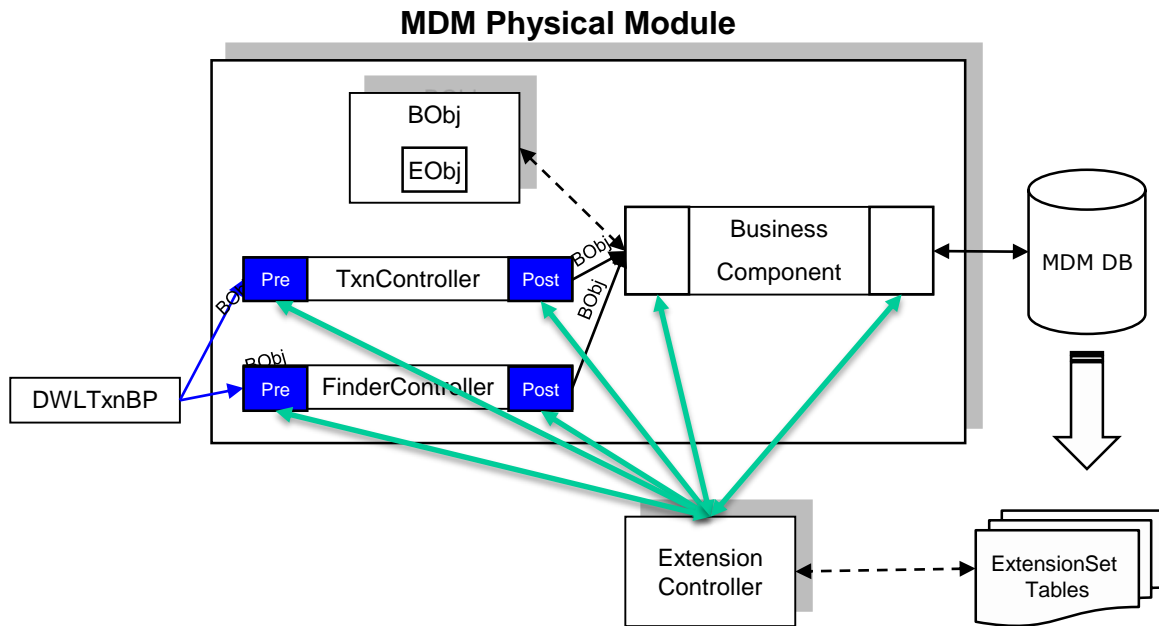 MDM Physical Module
BObj
EObj
Business
Component
MDM DB
BObj
BObj
Pre
TxnController
Post
BObj
Pre
FinderController
Post
DWLTxnBP
Extension
Controller
ExtensionSet
Tables